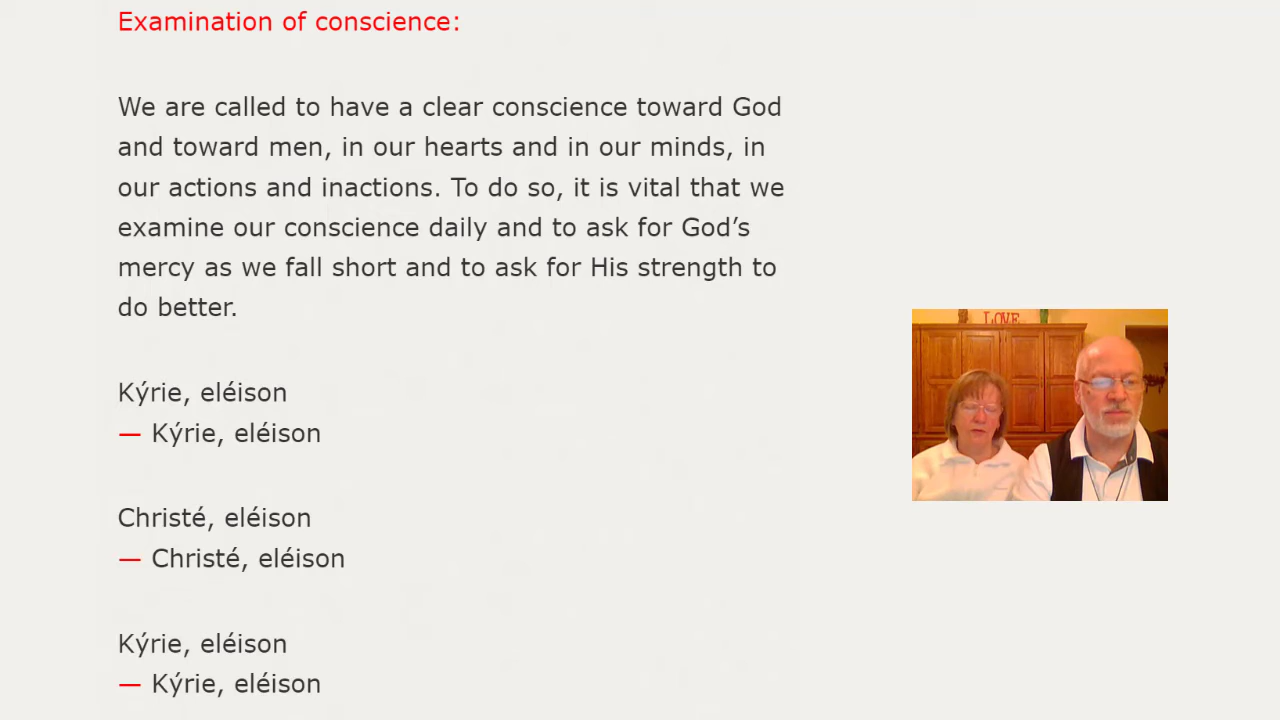 Examination of conscience:
We are called to have a clear conscience toward God
and toward men, in our hearts and in our minds, in
our actions and inactions. To do so, it is vital that we
examine our conscience daily and to ask for God’s
mercy as we fall short and to ask for His strength to
do better.
Kýrie, eléison
— Kýrie, eléison
Christé, eléison
— Christé, eléison
Kýrie, eléison
— Kýrie, eléison
LOVE